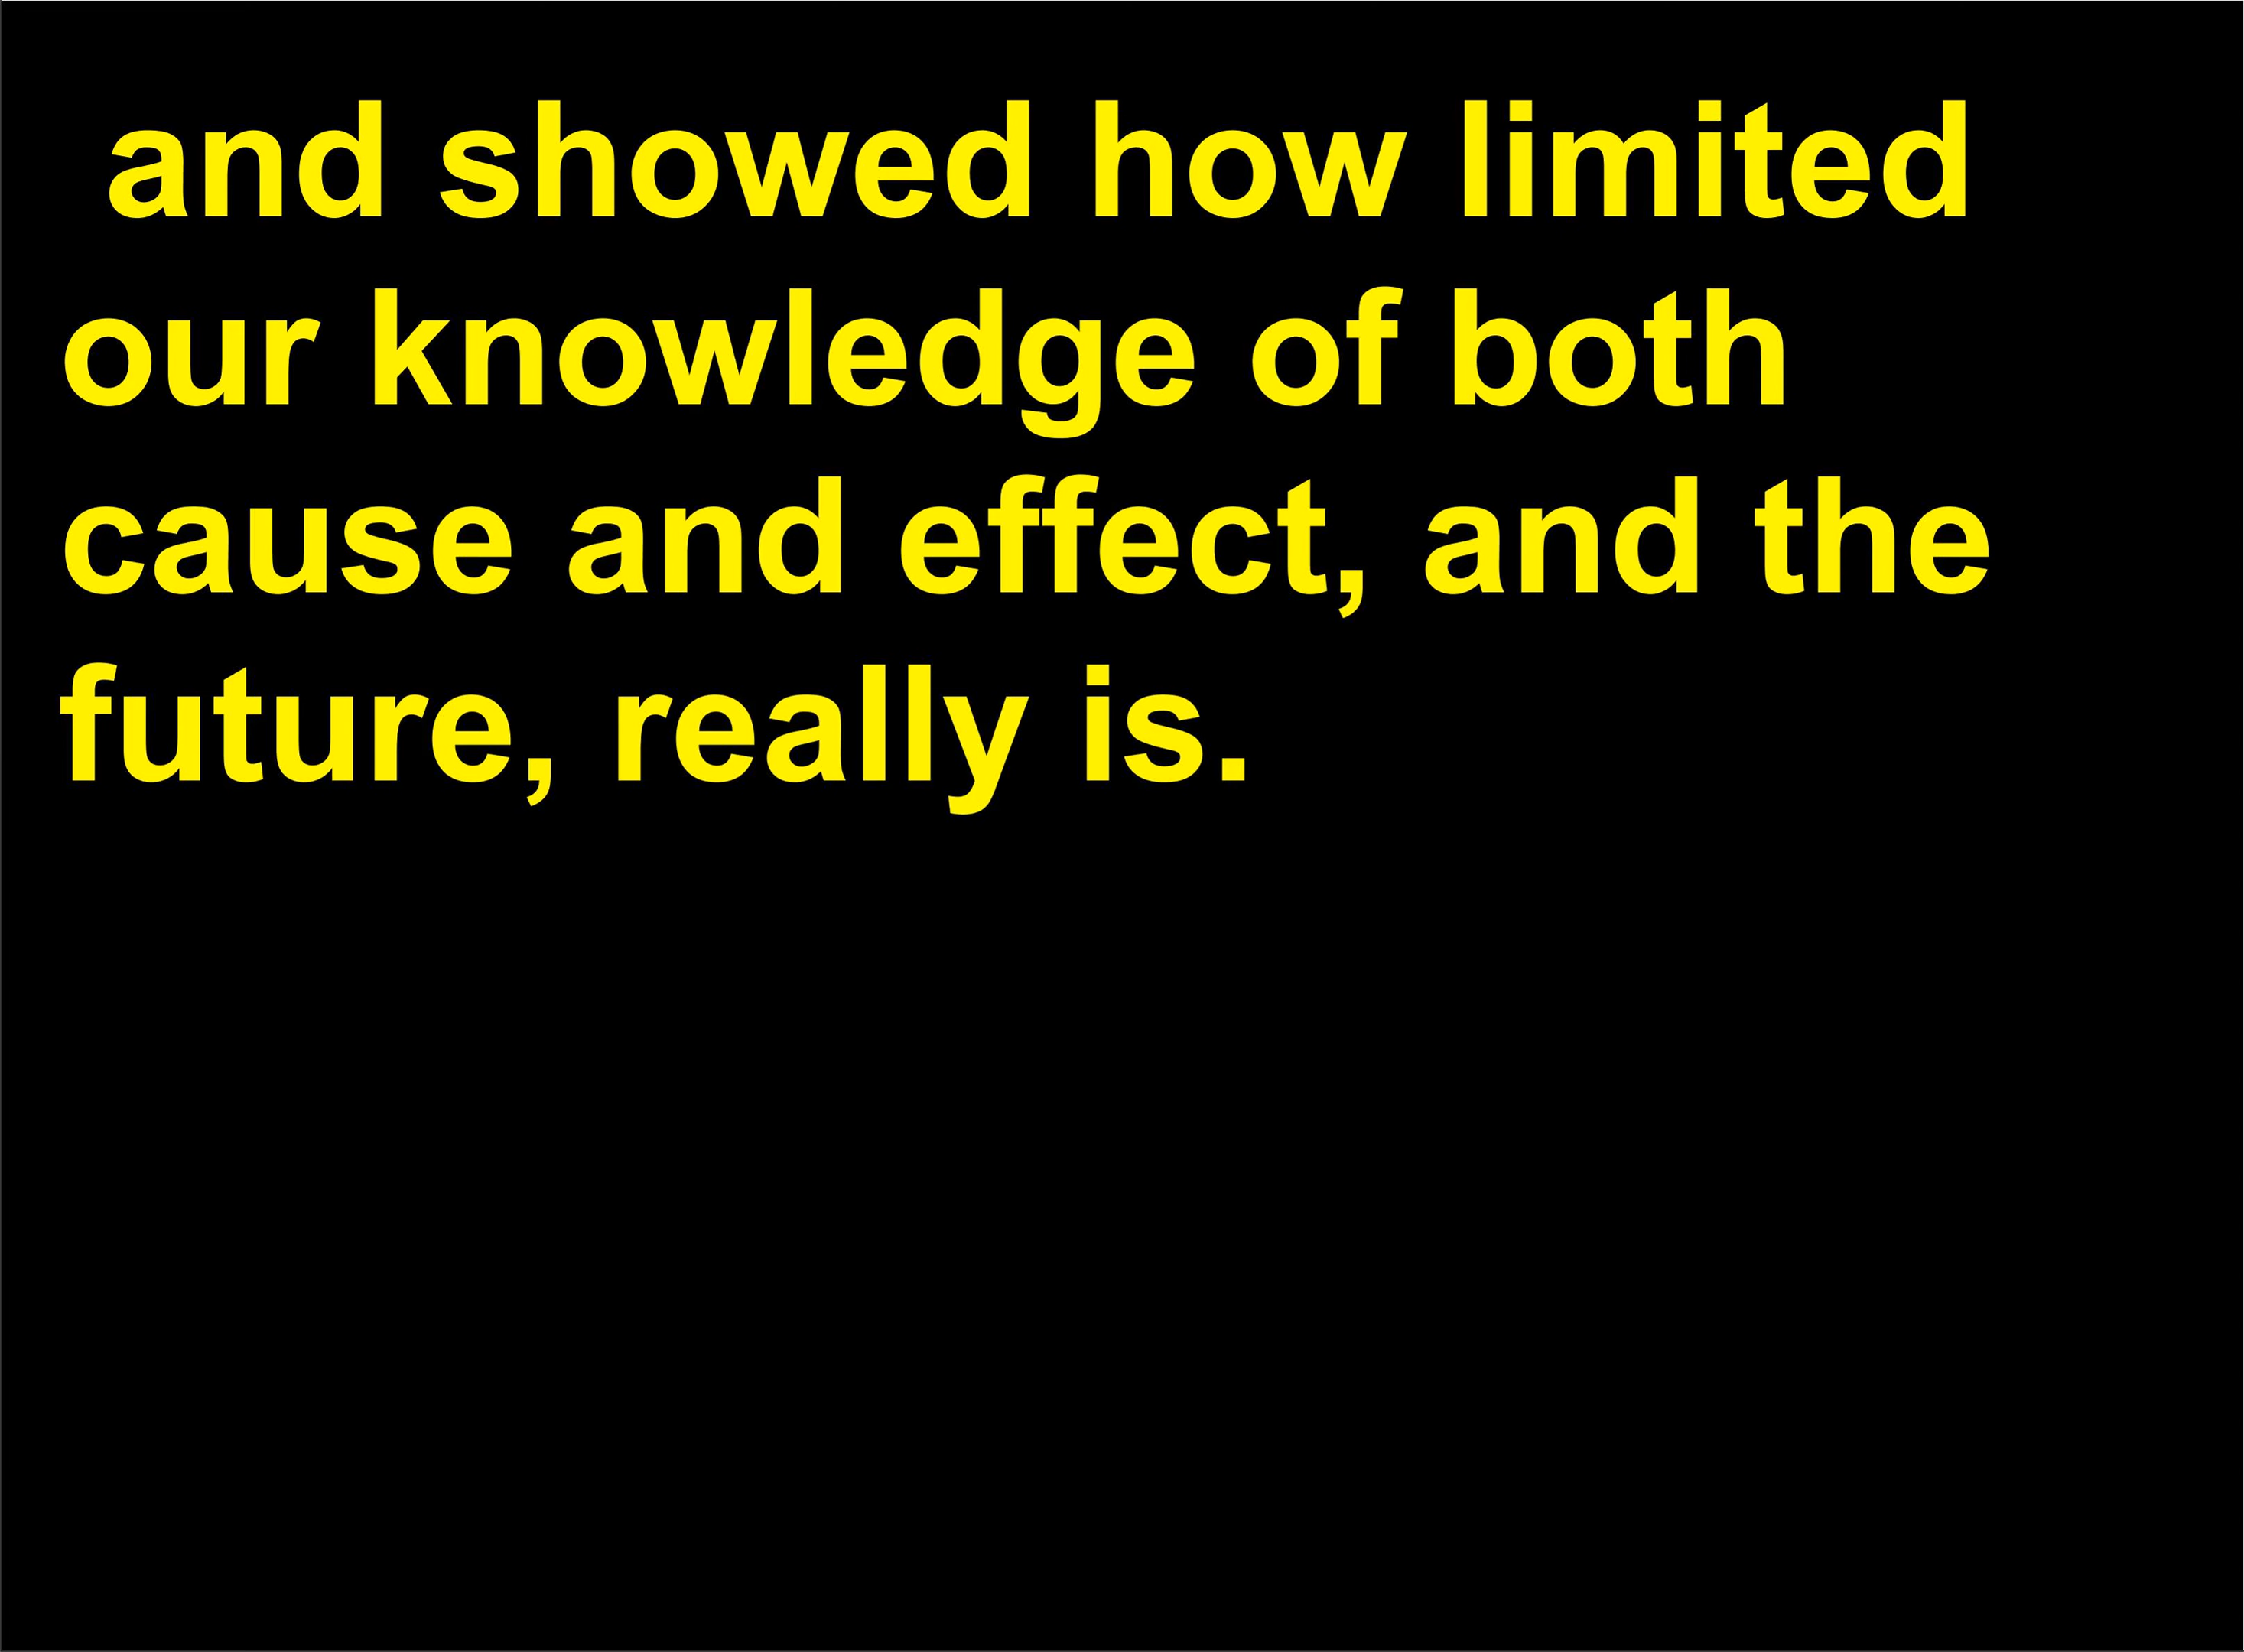 and showed how limited
our knowledge of both
cause and effect, and the
future, really is.